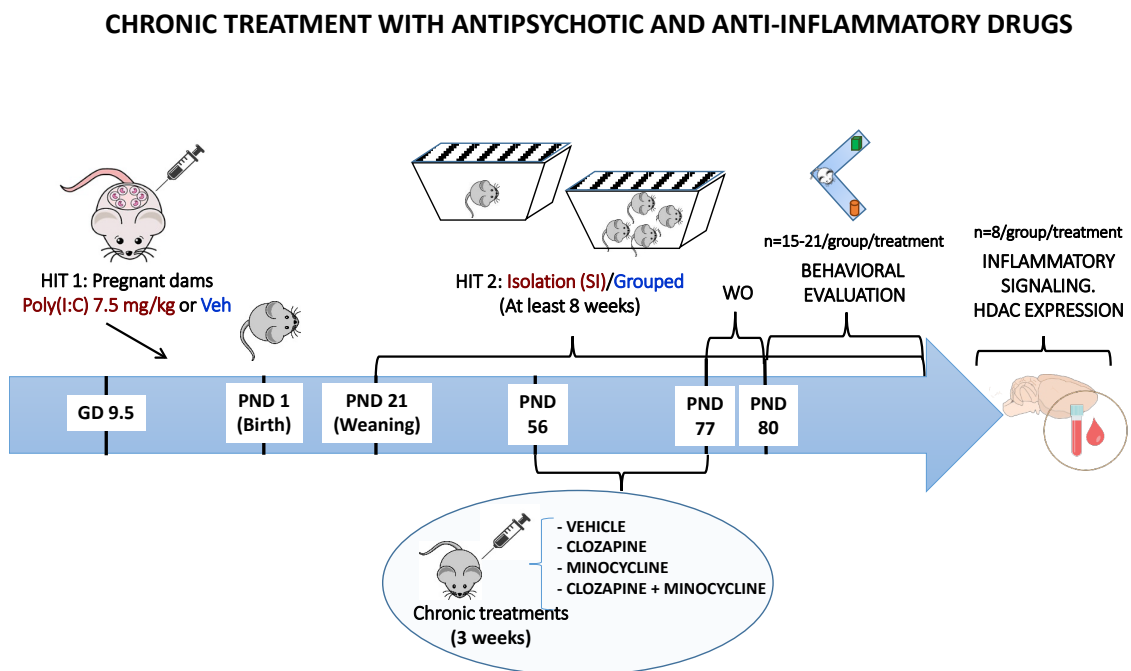 CHRONIC TREATMENT WITH ANTIPSYCHOTIC AND ANTI-INFLAMMATORY DRUGS
HIT 1: Pregnant dams
Poly(I:C) 7.5 mg/kg or Veh
HIT 2: Isolation (SI)/Grouped
(At least 8 weeks)
WO
n=15-21/group/treatment
BEHAVIORAL
EVALUATION
n=8/group/treatment
INFLAMMATORY
SIGNALING.
HDAC EXPRESSION
GD 9.5
PND 1
(Birth)
PND 21
(Weaning)
PND
56
PND
77
PND
80
- VEHICLE
- CLOZAPINE
- MINOCYCLINE
- CLOZAPINE + MINOCYCLINE
Chronic treatments
(3 weeks)